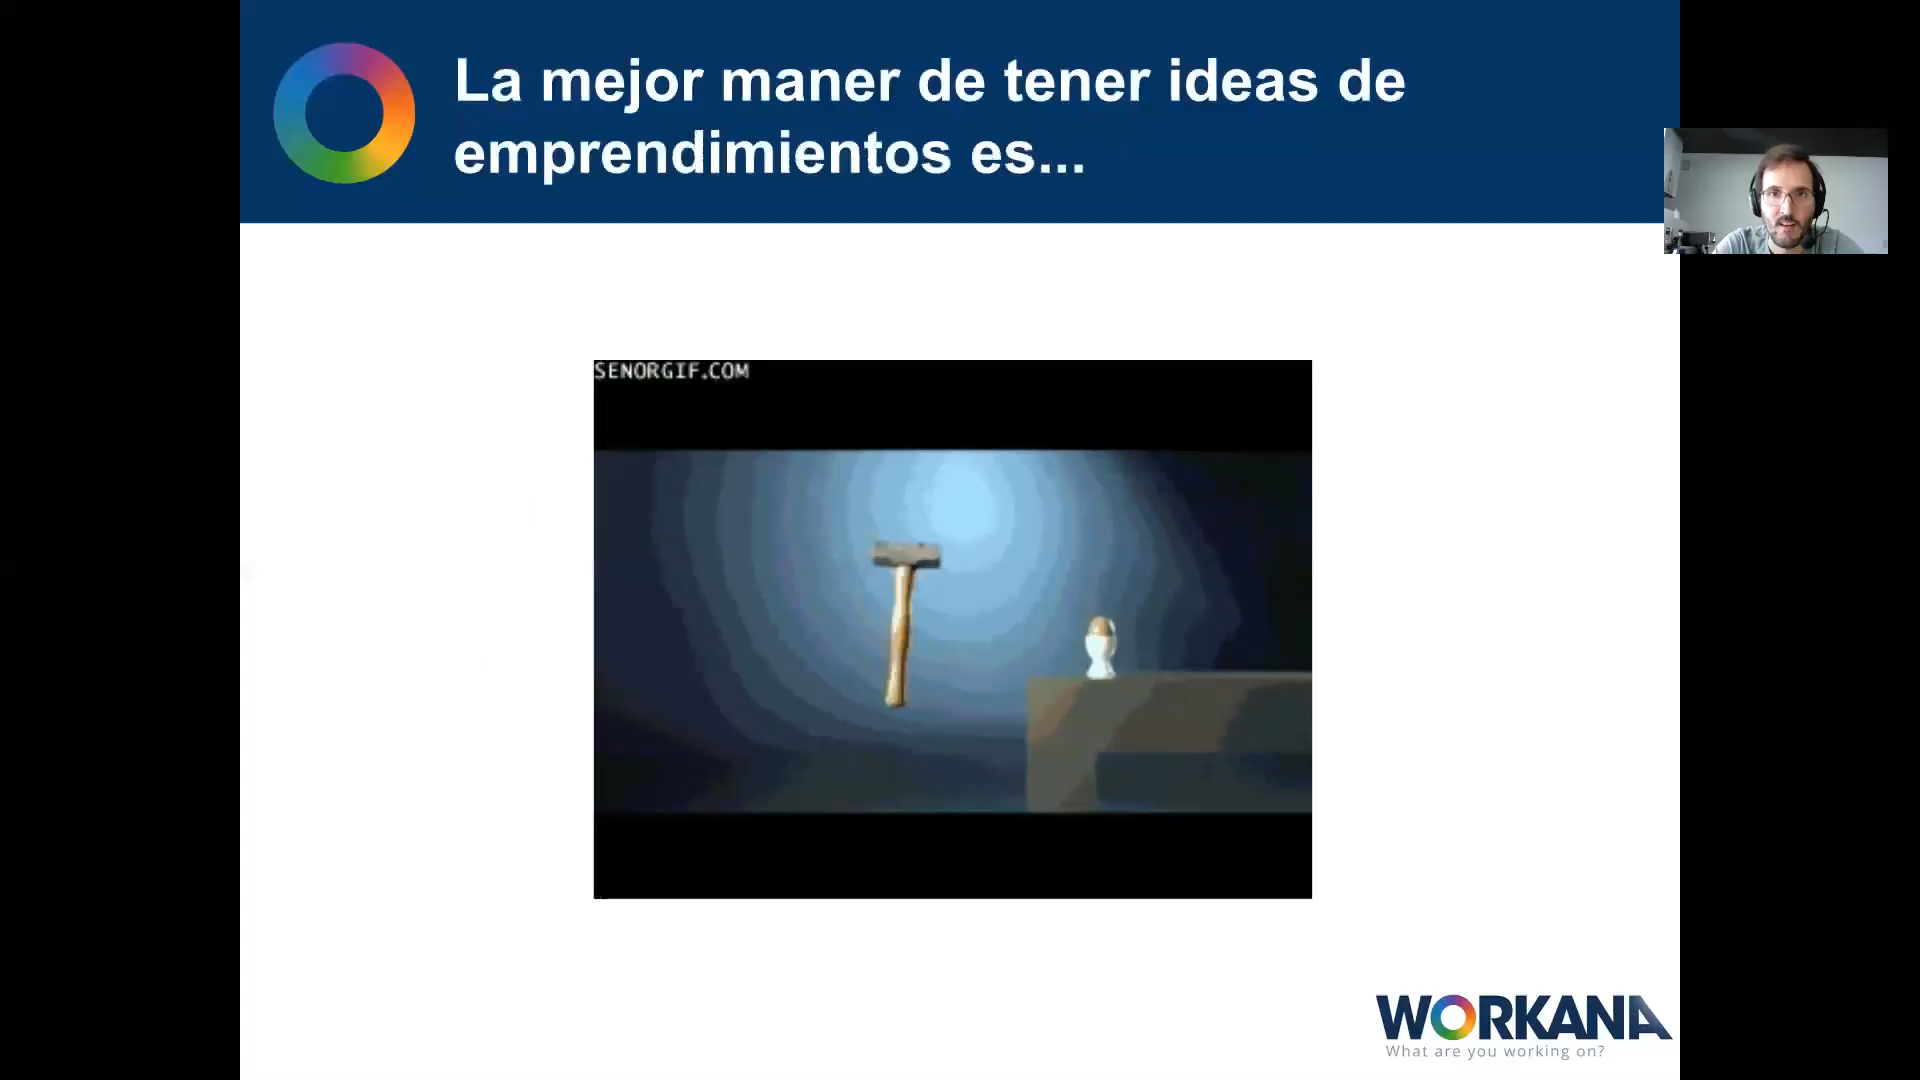 La mejor maner de tener ideas de
emprendimientos es...
SENORGIF.COM
WORKANA
What are you working on?